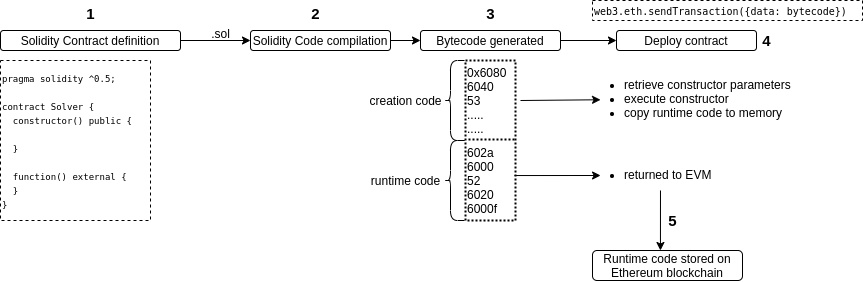 1
2
3
web3.eth.sendTransaction({data: bytecode})
Solidity Contract definition
.sol
Solidity Code compilation
Bytecode generated
Deploy contract
4
pragma solidity ^0.5;
contract Solver {
constructor() public {
}
function() external {
}
}
creation code
0x6080
6040
53
.....
.....
• retrieve constructor parameters
• execute constructor
• copy runtime code to memory
runtime code
602a
6000
52
6020
6000f
• returned to EVM
5
Runtime code stored on
Ethereum blockchain